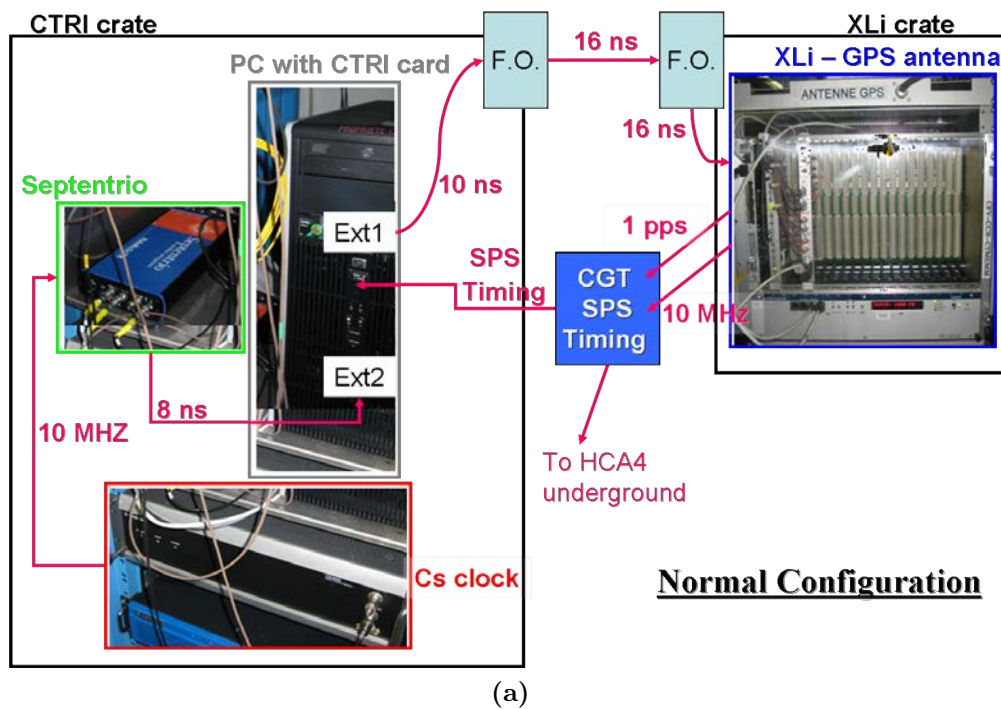 CTRI crate
XLi crate
F.O.
16 ns
F.O.
XLi – GPS antenna
PC with CTRI card
ANTENNE GPS
16 ns
10 ns
Septentrio
Ext1
1 pps
SPS
Timing
CGT
SPS
Timing
10 MHz
Ext2
8 ns
10 MHZ
To HCA4
underground
Cs clock
Normal Configuration
(a)